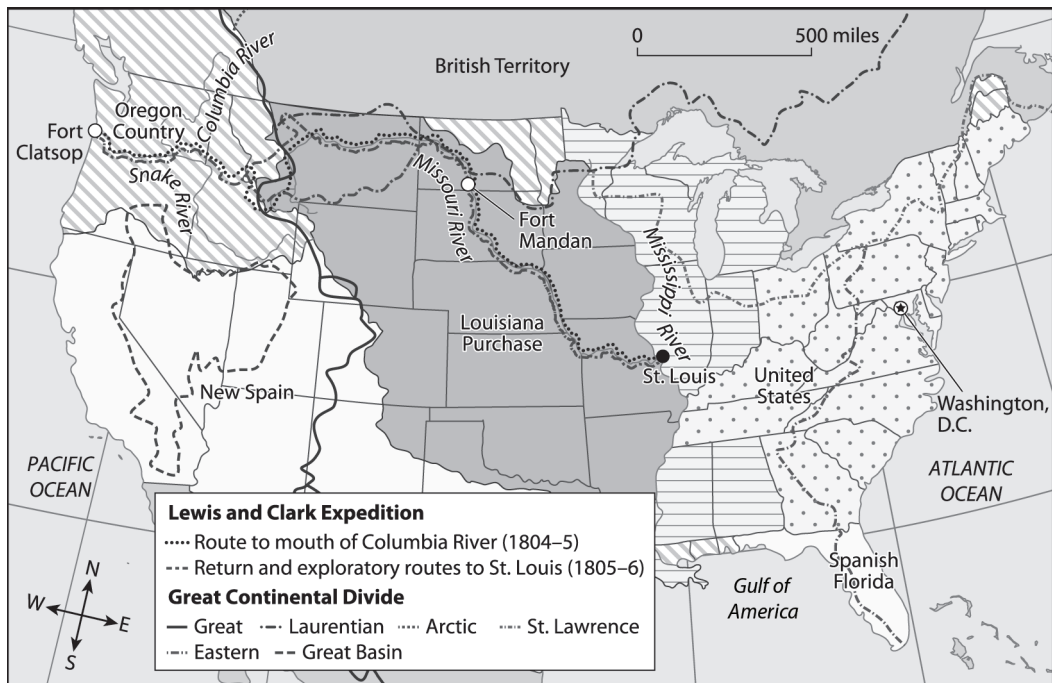 0
500 miles
British Territory
Columbia River
Oregon
Country
Fort
Clatsop
Snake
River
Missouri River
Fort
Mandan
Mississippi
River
Louisiana
Purchase
St. Louis
United
States
New Spain
Washington,
D.C.
PACIFIC
OCEAN
ATLANTIC
OCEAN
Spanish
Florida
Gulf of
America
N
W
E
S
Lewis and Clark Expedition
Route to mouth of Columbia River (1804–5)
Return and exploratory routes to St. Louis (1805–6)
Great Continental Divide
Great Laurentian Arctic St. Lawrence
Eastern Great Basin